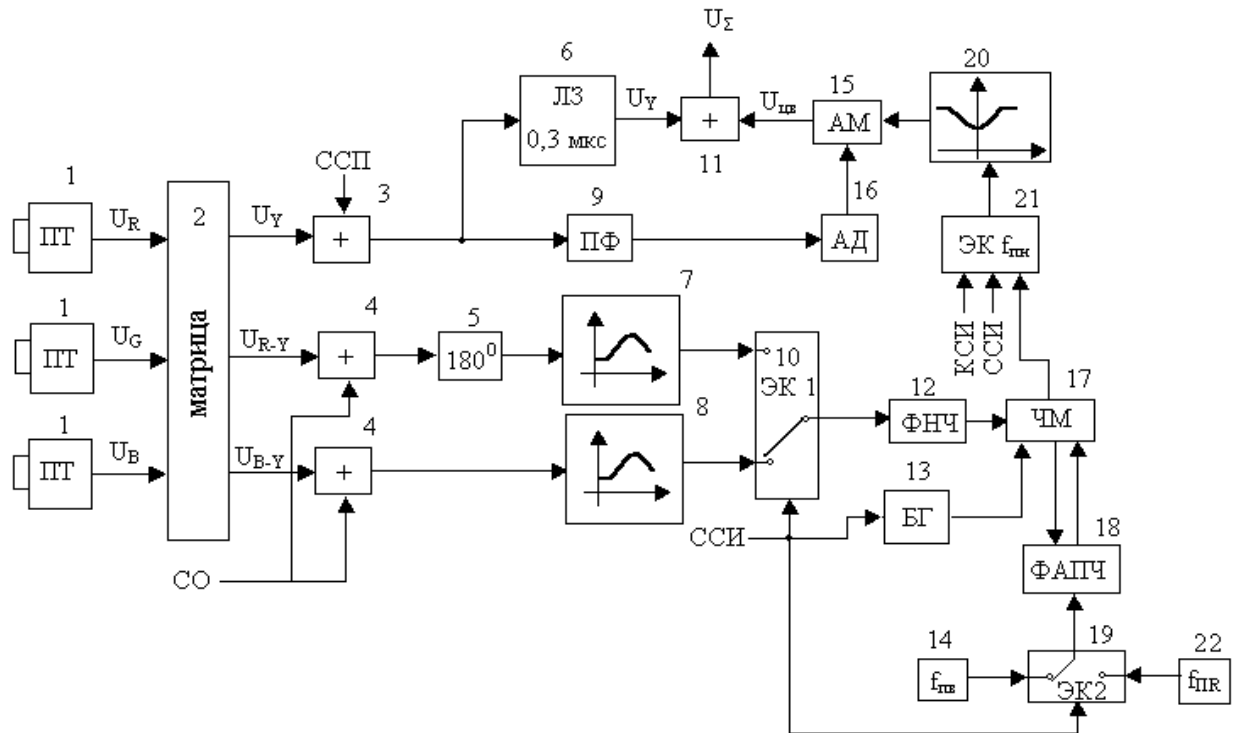 U_Σ
6
ЛЗ
0,3 мкс
U_Y
+
11
U_цв
15
АМ
20
ССП
3
1
ПТ
U_R
2
матрица
U_Y
+
9
ПФ
16
АД
21
ЭК f_пн
КСИ
ССИ
1
ПТ
U_G
U_R-Y
4
+
5
180⁰
7
10
ЭК 1
12
ФНЧ
17
ЧМ
1
ПТ
U_B
U_B-Y
4
+
8
13
БГ
ССИ
18
ФАПЧ
СО
14
f_пв
19
ЭК2
22
f_ПR